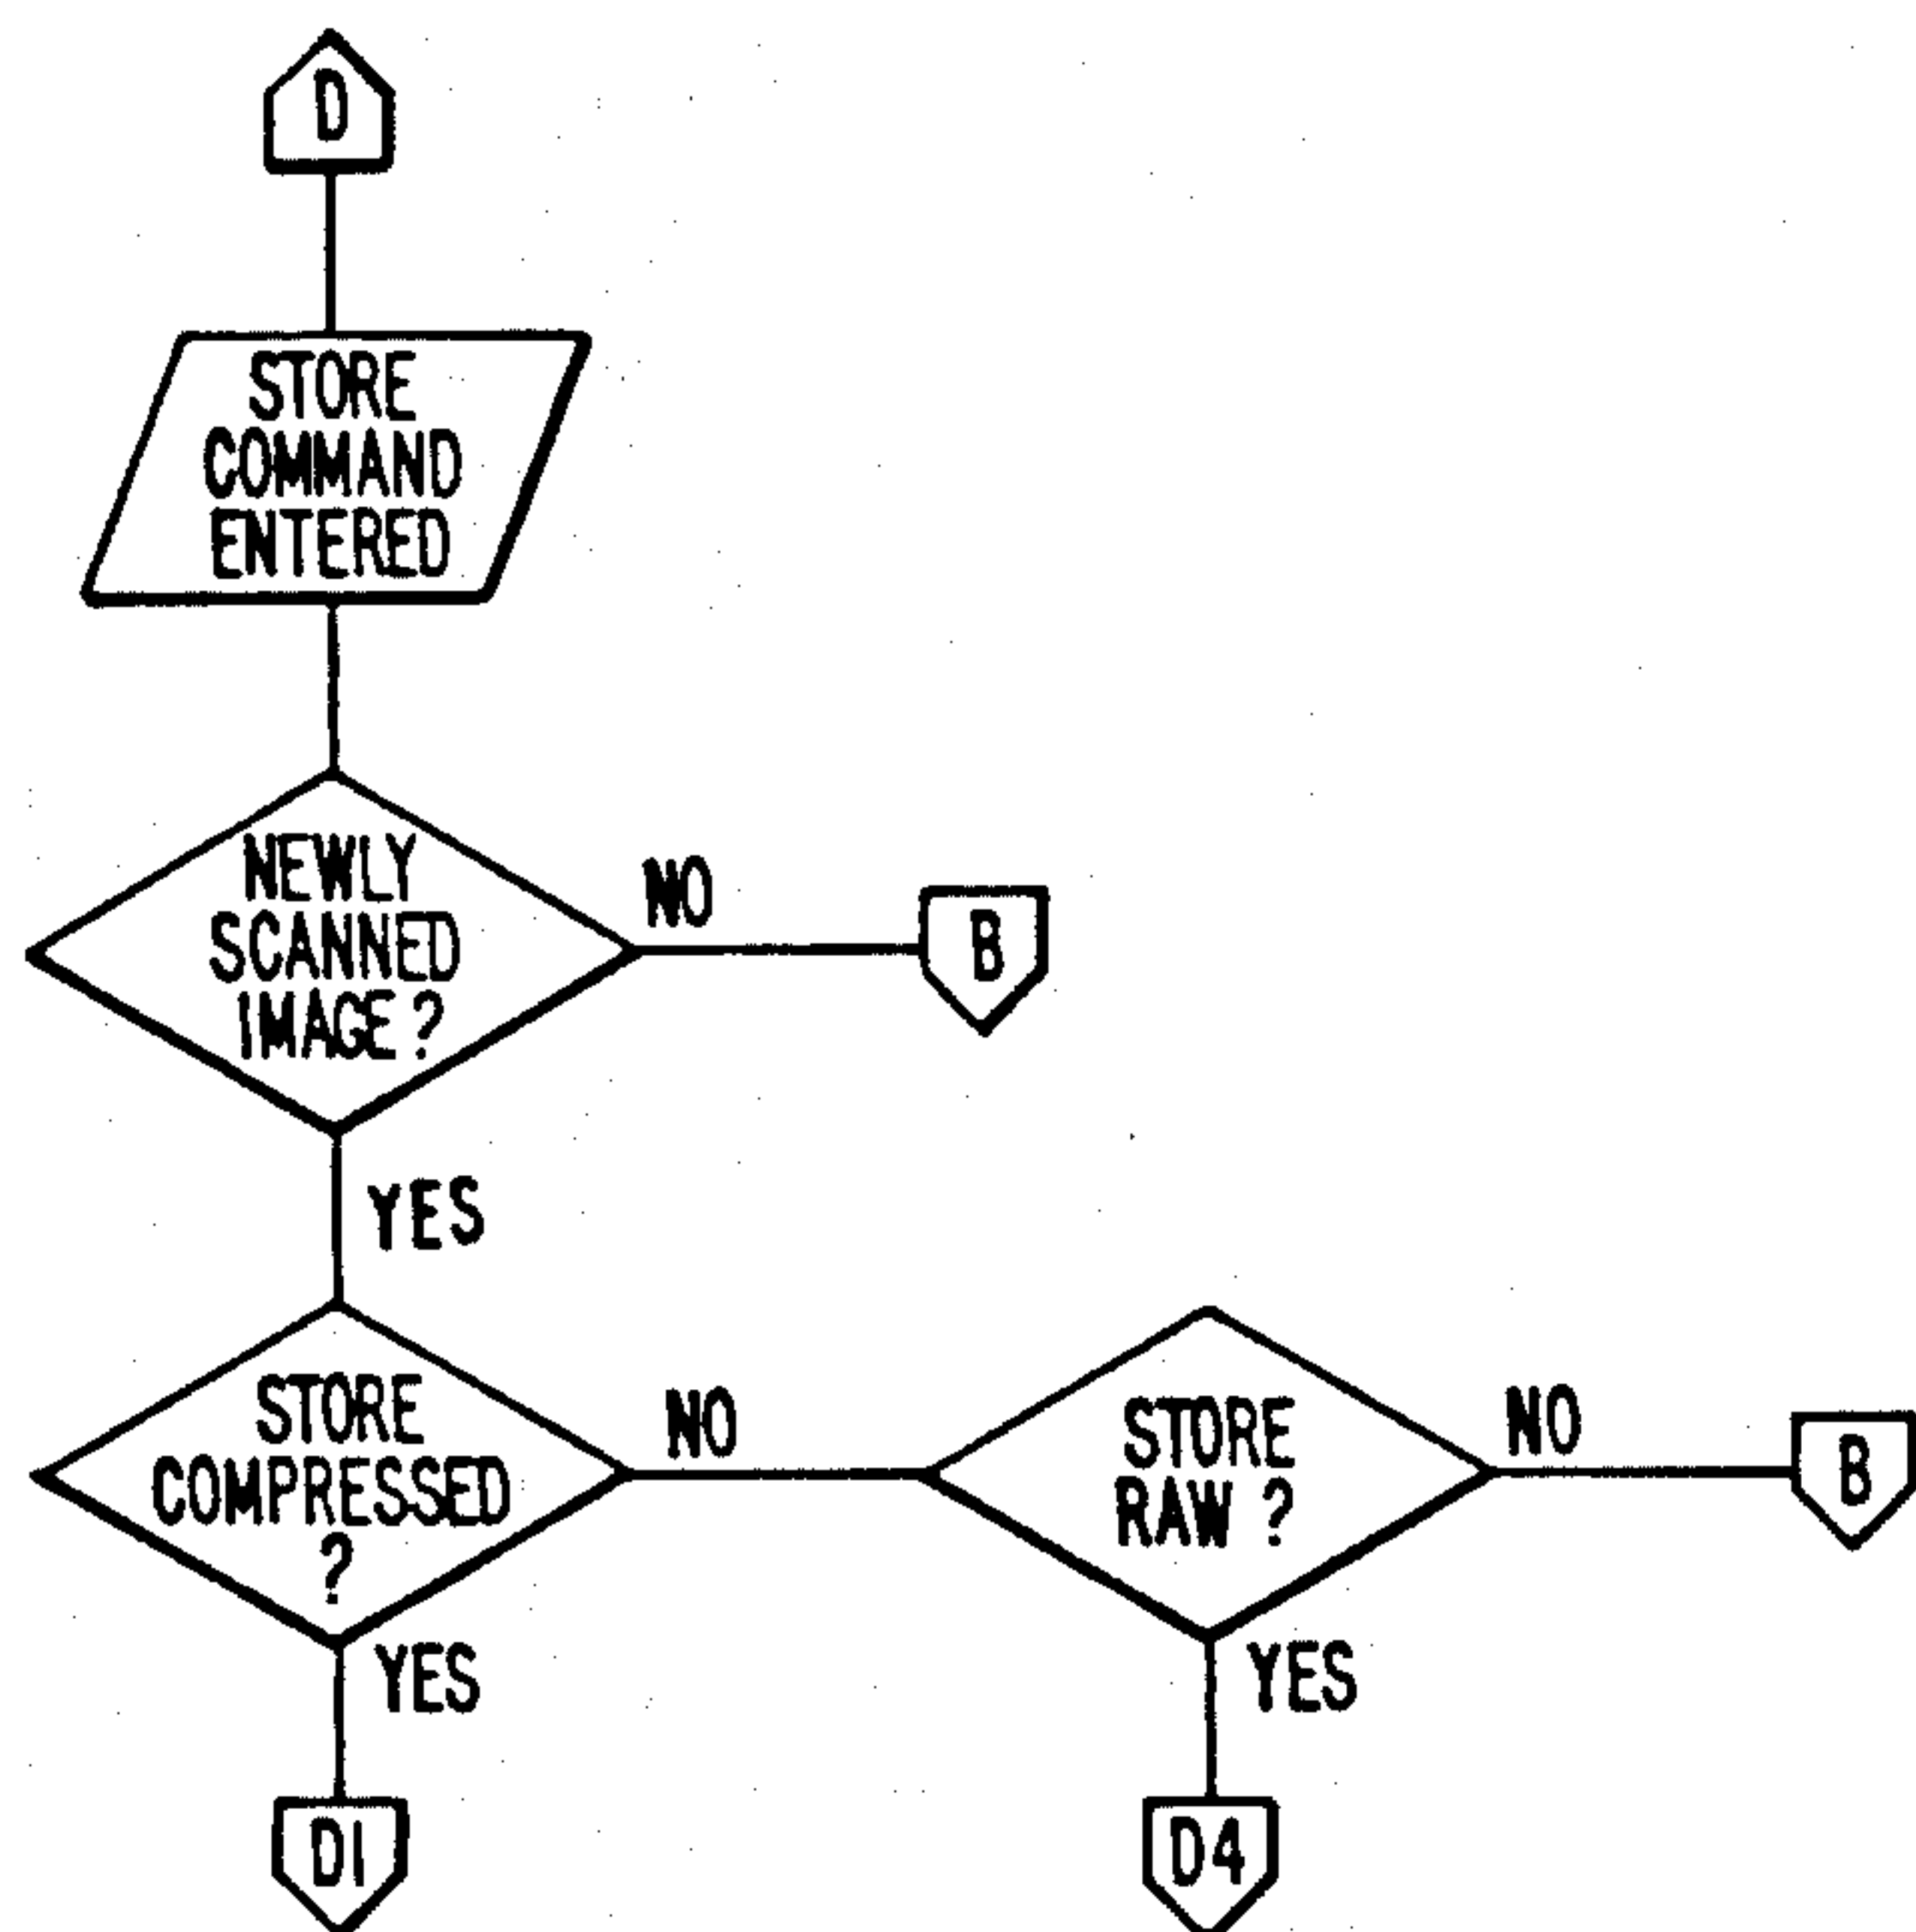 D
STORE
COMMAND
ENTERED
NEWLY
SCANNED
IMAGE ?
NO
B
YES
STORE
COMPRESSED
?
NO
STORE
RAW ?
NO
B
YES
YES
D1
D4